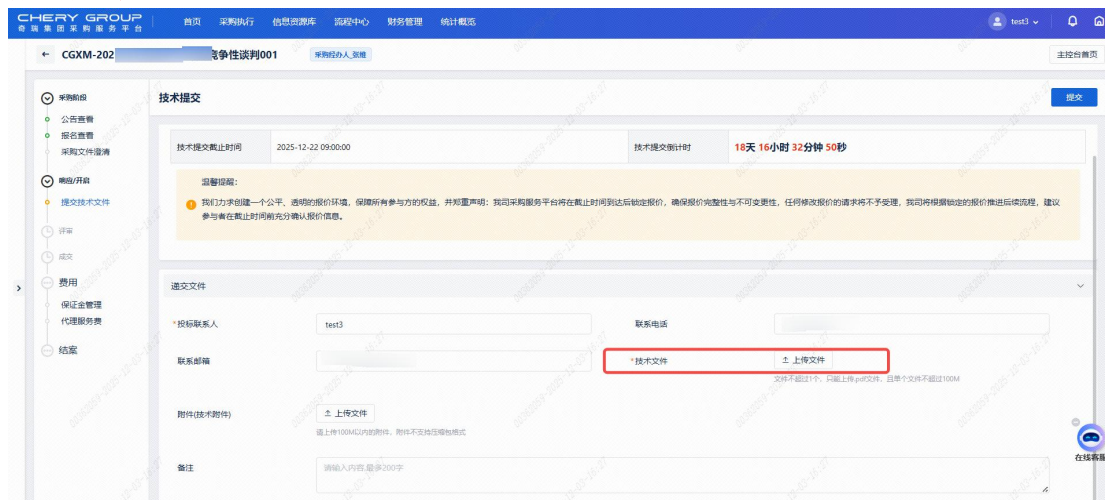 CHERY GROUP
奇瑞集团采购服务平台
首页 采购执行 信息资源库 流程中心 财务管理 统计概览
test3
CGXM-202 竞争性谈判001
采购经办人_张维
主控台首页
采购阶段
公告查看
报名查看
采购文件澄清
响应/开启
提交技术文件
评审
成交
费用
保证金管理
代理服务费
结案
技术提交
提交
技术提交截止时间 2025-12-22 09:00:00 技术提交倒计时 18天 16小时 32分钟 50秒
温馨提醒:
我们力求创建一个公平、透明的报价环境,保障所有参与方的权益,并郑重声明:我司采购服务平台将在截止时间到达后锁定报价,确保报价完整性与不可变更性,任何修改报价的请求将不予受理,我司将根据锁定的报价推进后续流程,建议
参与者在截止时间前充分确认报价信息。
递交文件
*投标联系人 test3 联系电话
联系邮箱 *技术文件 上传文件
文件不超过1个,只能上传.pdf文件,且单个文件不超过100M
附件(技术附件) 上传文件
请上传100M以内的附件,附件不支持压缩包格式
备注 请输入内容,最多200字
在线客服